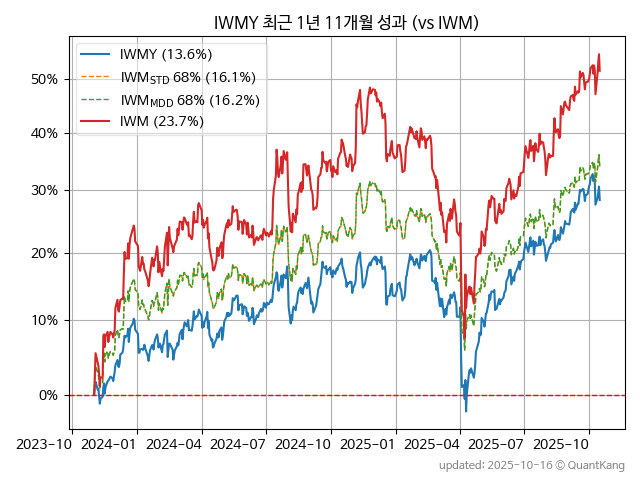 IWMY 최근 1년 11개월 성과 (vs IWM)
IWMY (13.6%)
IWM_STD 68% (16.1%)
IWM_MDD 68% (16.2%)
IWM (23.7%)
50%
40%
30%
20%
10%
0%
2023-10 2024-01 2024-04 2024-07 2024-10 2025-01 2025-04 2025-07 2025-10
updated: 2025-10-16 © QuantKang